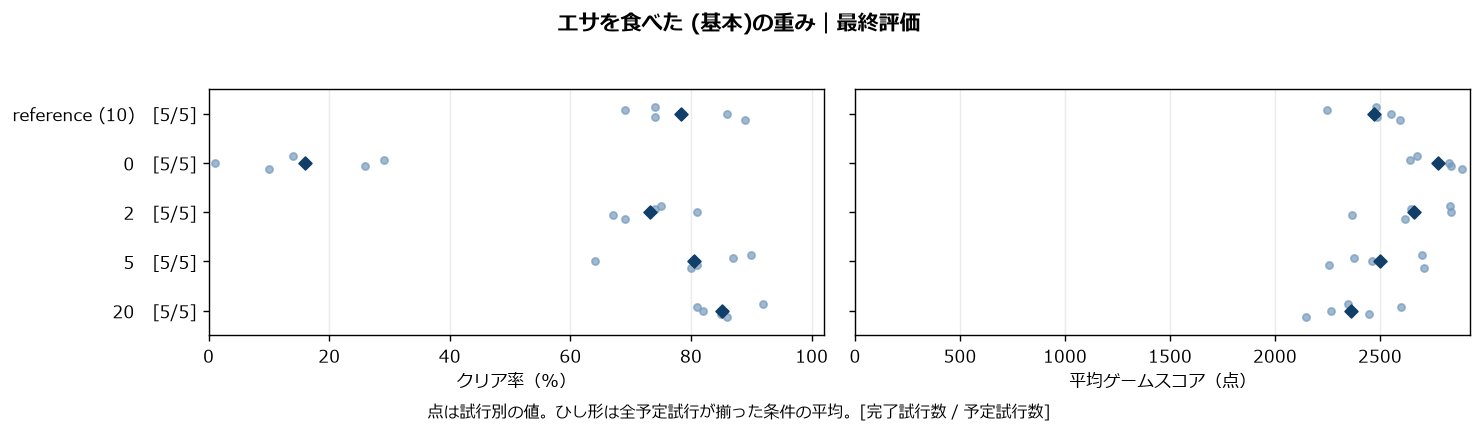 エサを食べた (基本)の重み｜最終評価
reference (10) [5/5]
0 [5/5]
2 [5/5]
5 [5/5]
20 [5/5]
0 20 40 60 80 100
クリア率（%）
0 500 1000 1500 2000 2500
平均ゲームスコア（点）
点は試行別の値。ひし形は全予定試行が揃った条件の平均。[完了試行数 / 予定試行数]